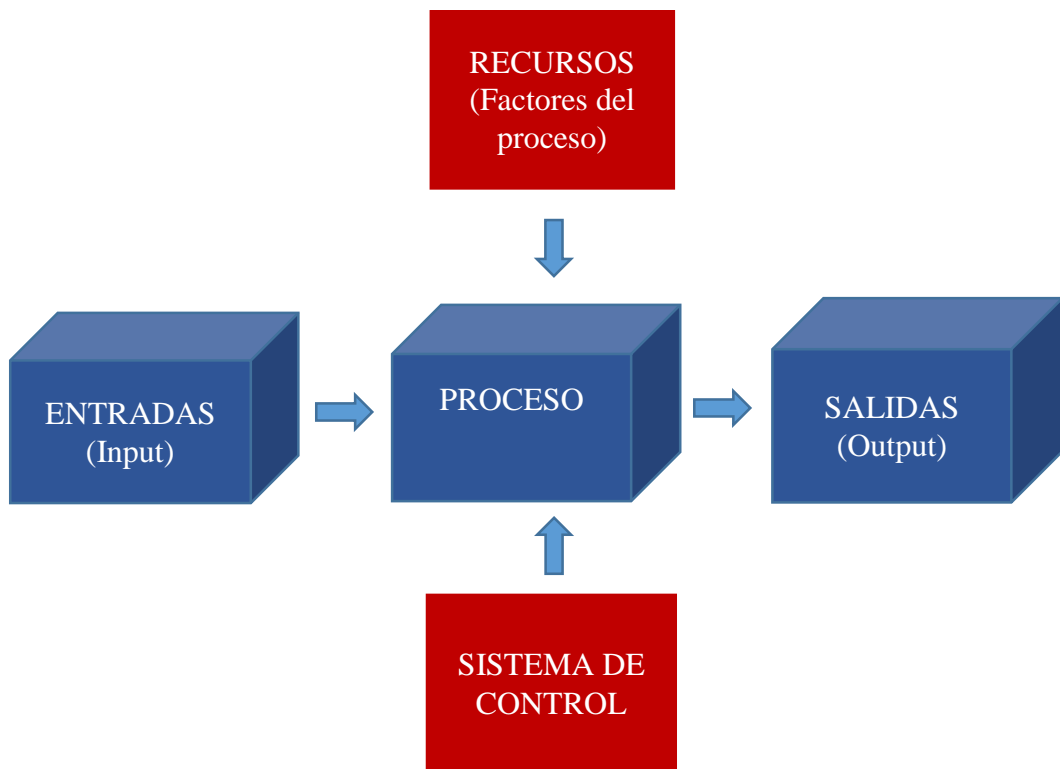 RECURSOS
(Factores del
proceso)
ENTRADAS
(Input)
PROCESO
SALIDAS
(Output)
SISTEMA DE
CONTROL